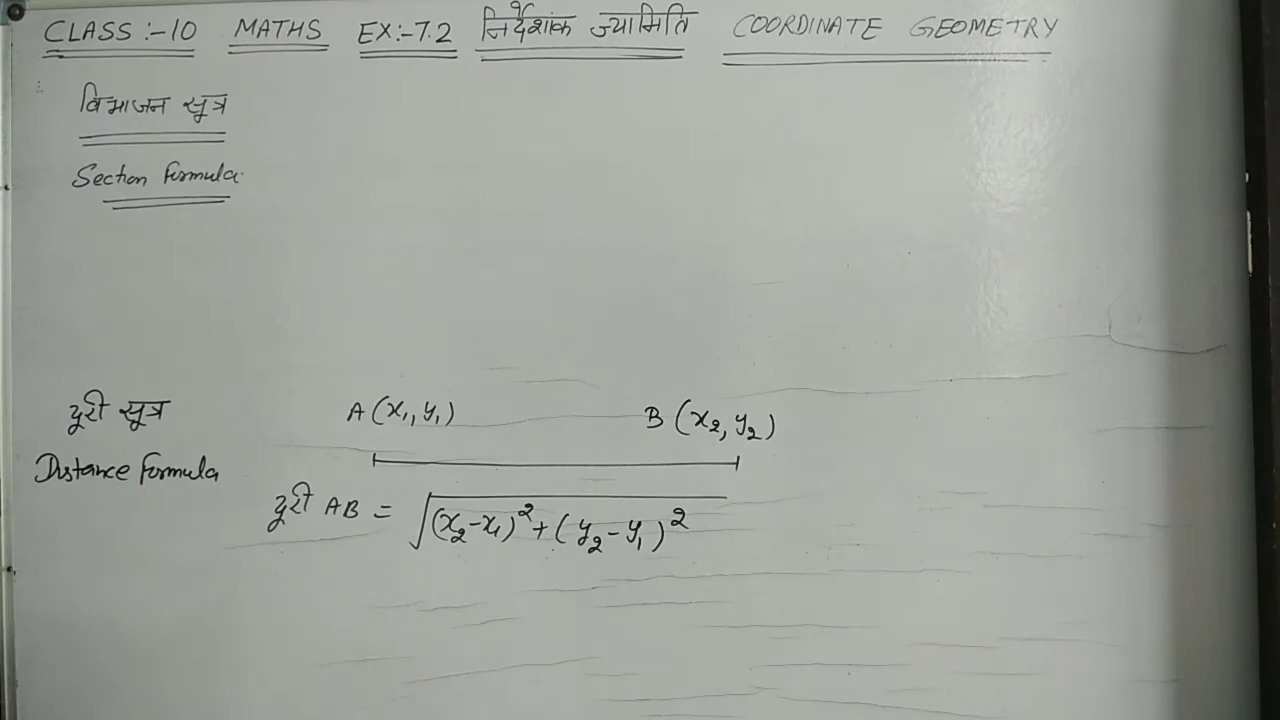 CLASS :-10 MATHS EX:-7.2 निर्देशांक ज्यामिति COORDINATE GEOMETRY
विभाजन सूत्र
Section formula
दूरी सूत्र A(x₁, y₁) B(x₂, y₂)
Distance formula
दूरी AB = √(x₂-x₁)²+(y₂-y₁)²